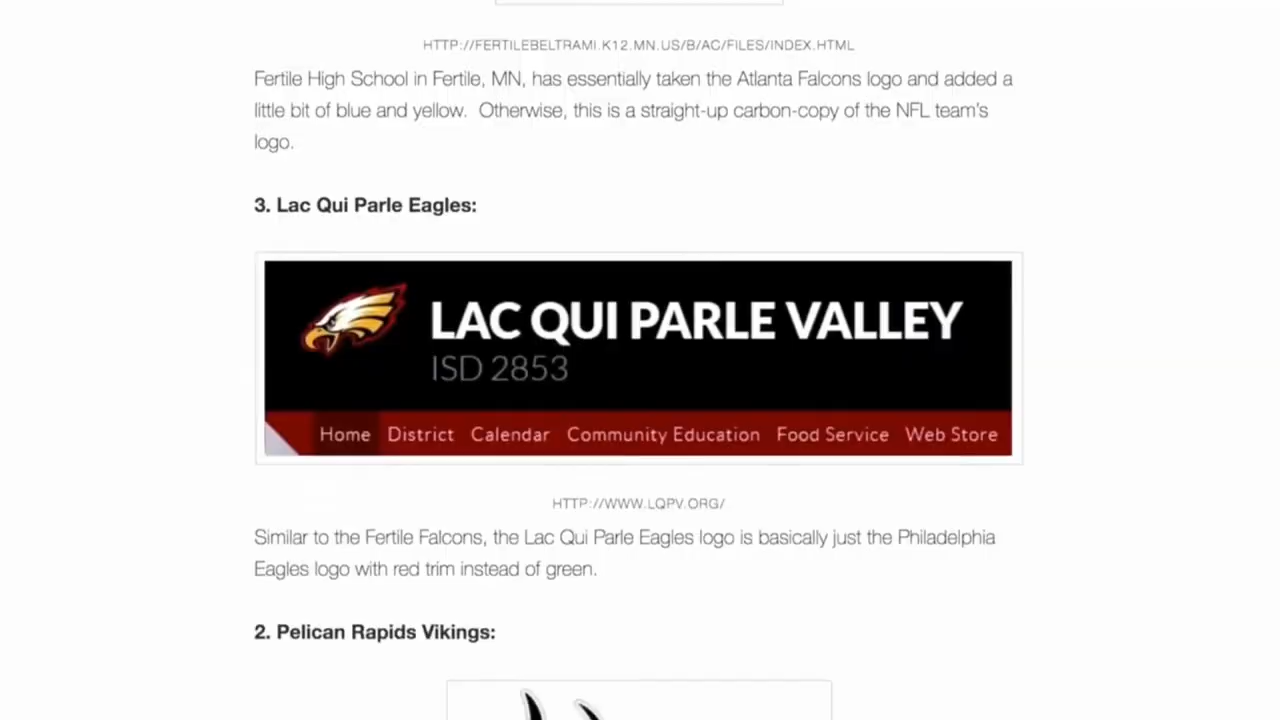 HTTP://FERTILEBELTRAMI.K12.MN.US/B/AC/FILES/INDEX.HTML
Fertile High School in Fertile, MN, has essentially taken the Atlanta Falcons logo and added a
little bit of blue and yellow.  Otherwise, this is a straight-up carbon-copy of the NFL team's
logo.
3. Lac Qui Parle Eagles:
LAC QUI PARLE VALLEY
ISD 2853
Home District Calendar Community Education Food Service Web Store
HTTP://WWW.LQPV.ORG/
Similar to the Fertile Falcons, the Lac Qui Parle Eagles logo is basically just the Philadelphia
Eagles logo with red trim instead of green.
2. Pelican Rapids Vikings: